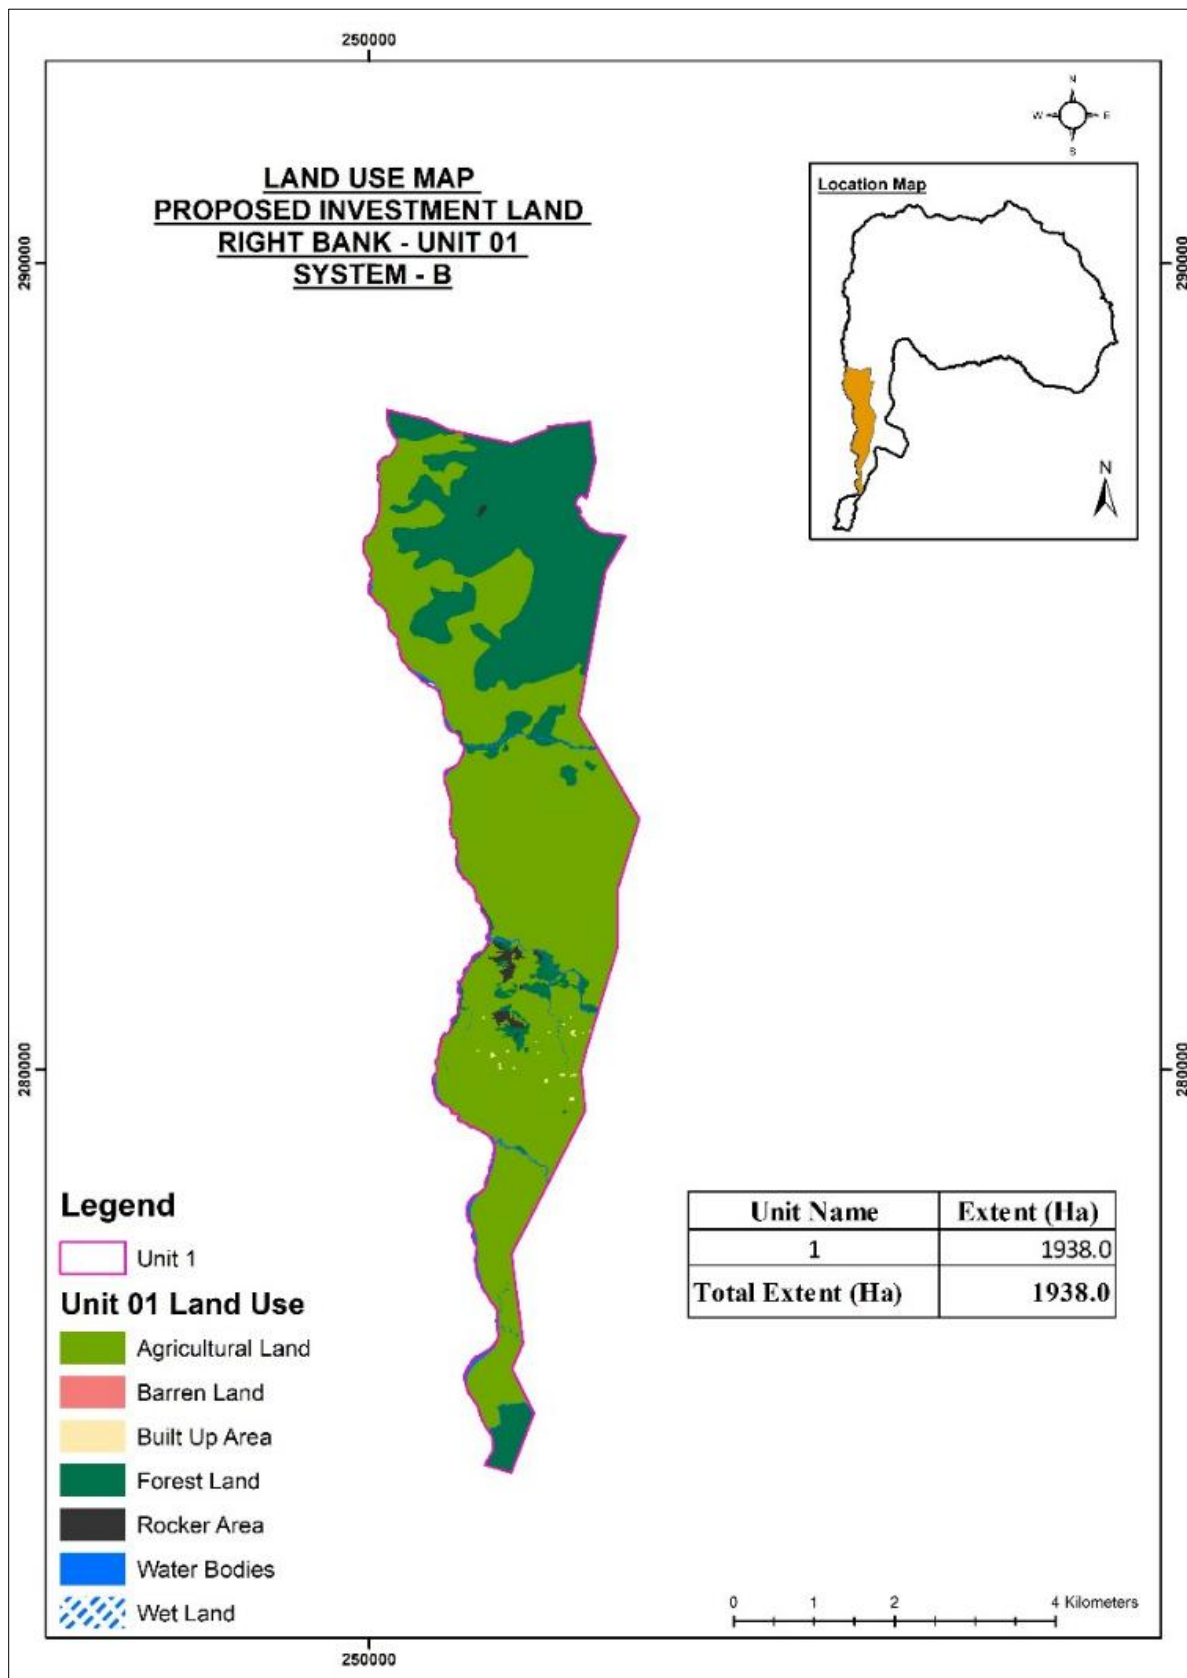 250000
N
W
E
S
LAND USE MAP
PROPOSED INVESTMENT LAND
RIGHT BANK - UNIT 01
SYSTEM - B
Location Map
290000
290000
N
280000
280000
Legend
Unit 1
Unit 01 Land Use
Agricultural Land
Barren Land
Built Up Area
Forest Land
Rocker Area
Water Bodies
Wet Land
Unit Name Extent (Ha)
1 1938.0
Total Extent (Ha) 1938.0
0 1 2 4 Kilometers
250000